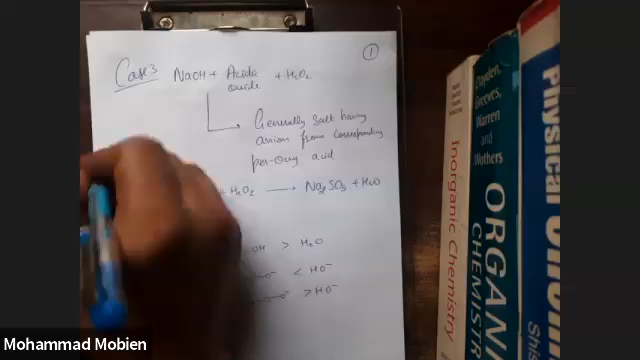 1
Case 3 NaOH + Acidic + H2O2
oxide
Generally salt having
anion from corresponding
per-oxy acid
+ H2O2 → Na2SO5 + H2O
OH > H2O
< HO⁻
> HO⁻
Inorganic Chemistry
Clayden,
Greeves,
Warren
and
Wothers
ORGANIC
CHEMISTRY
Physical
Mohammad Mobien